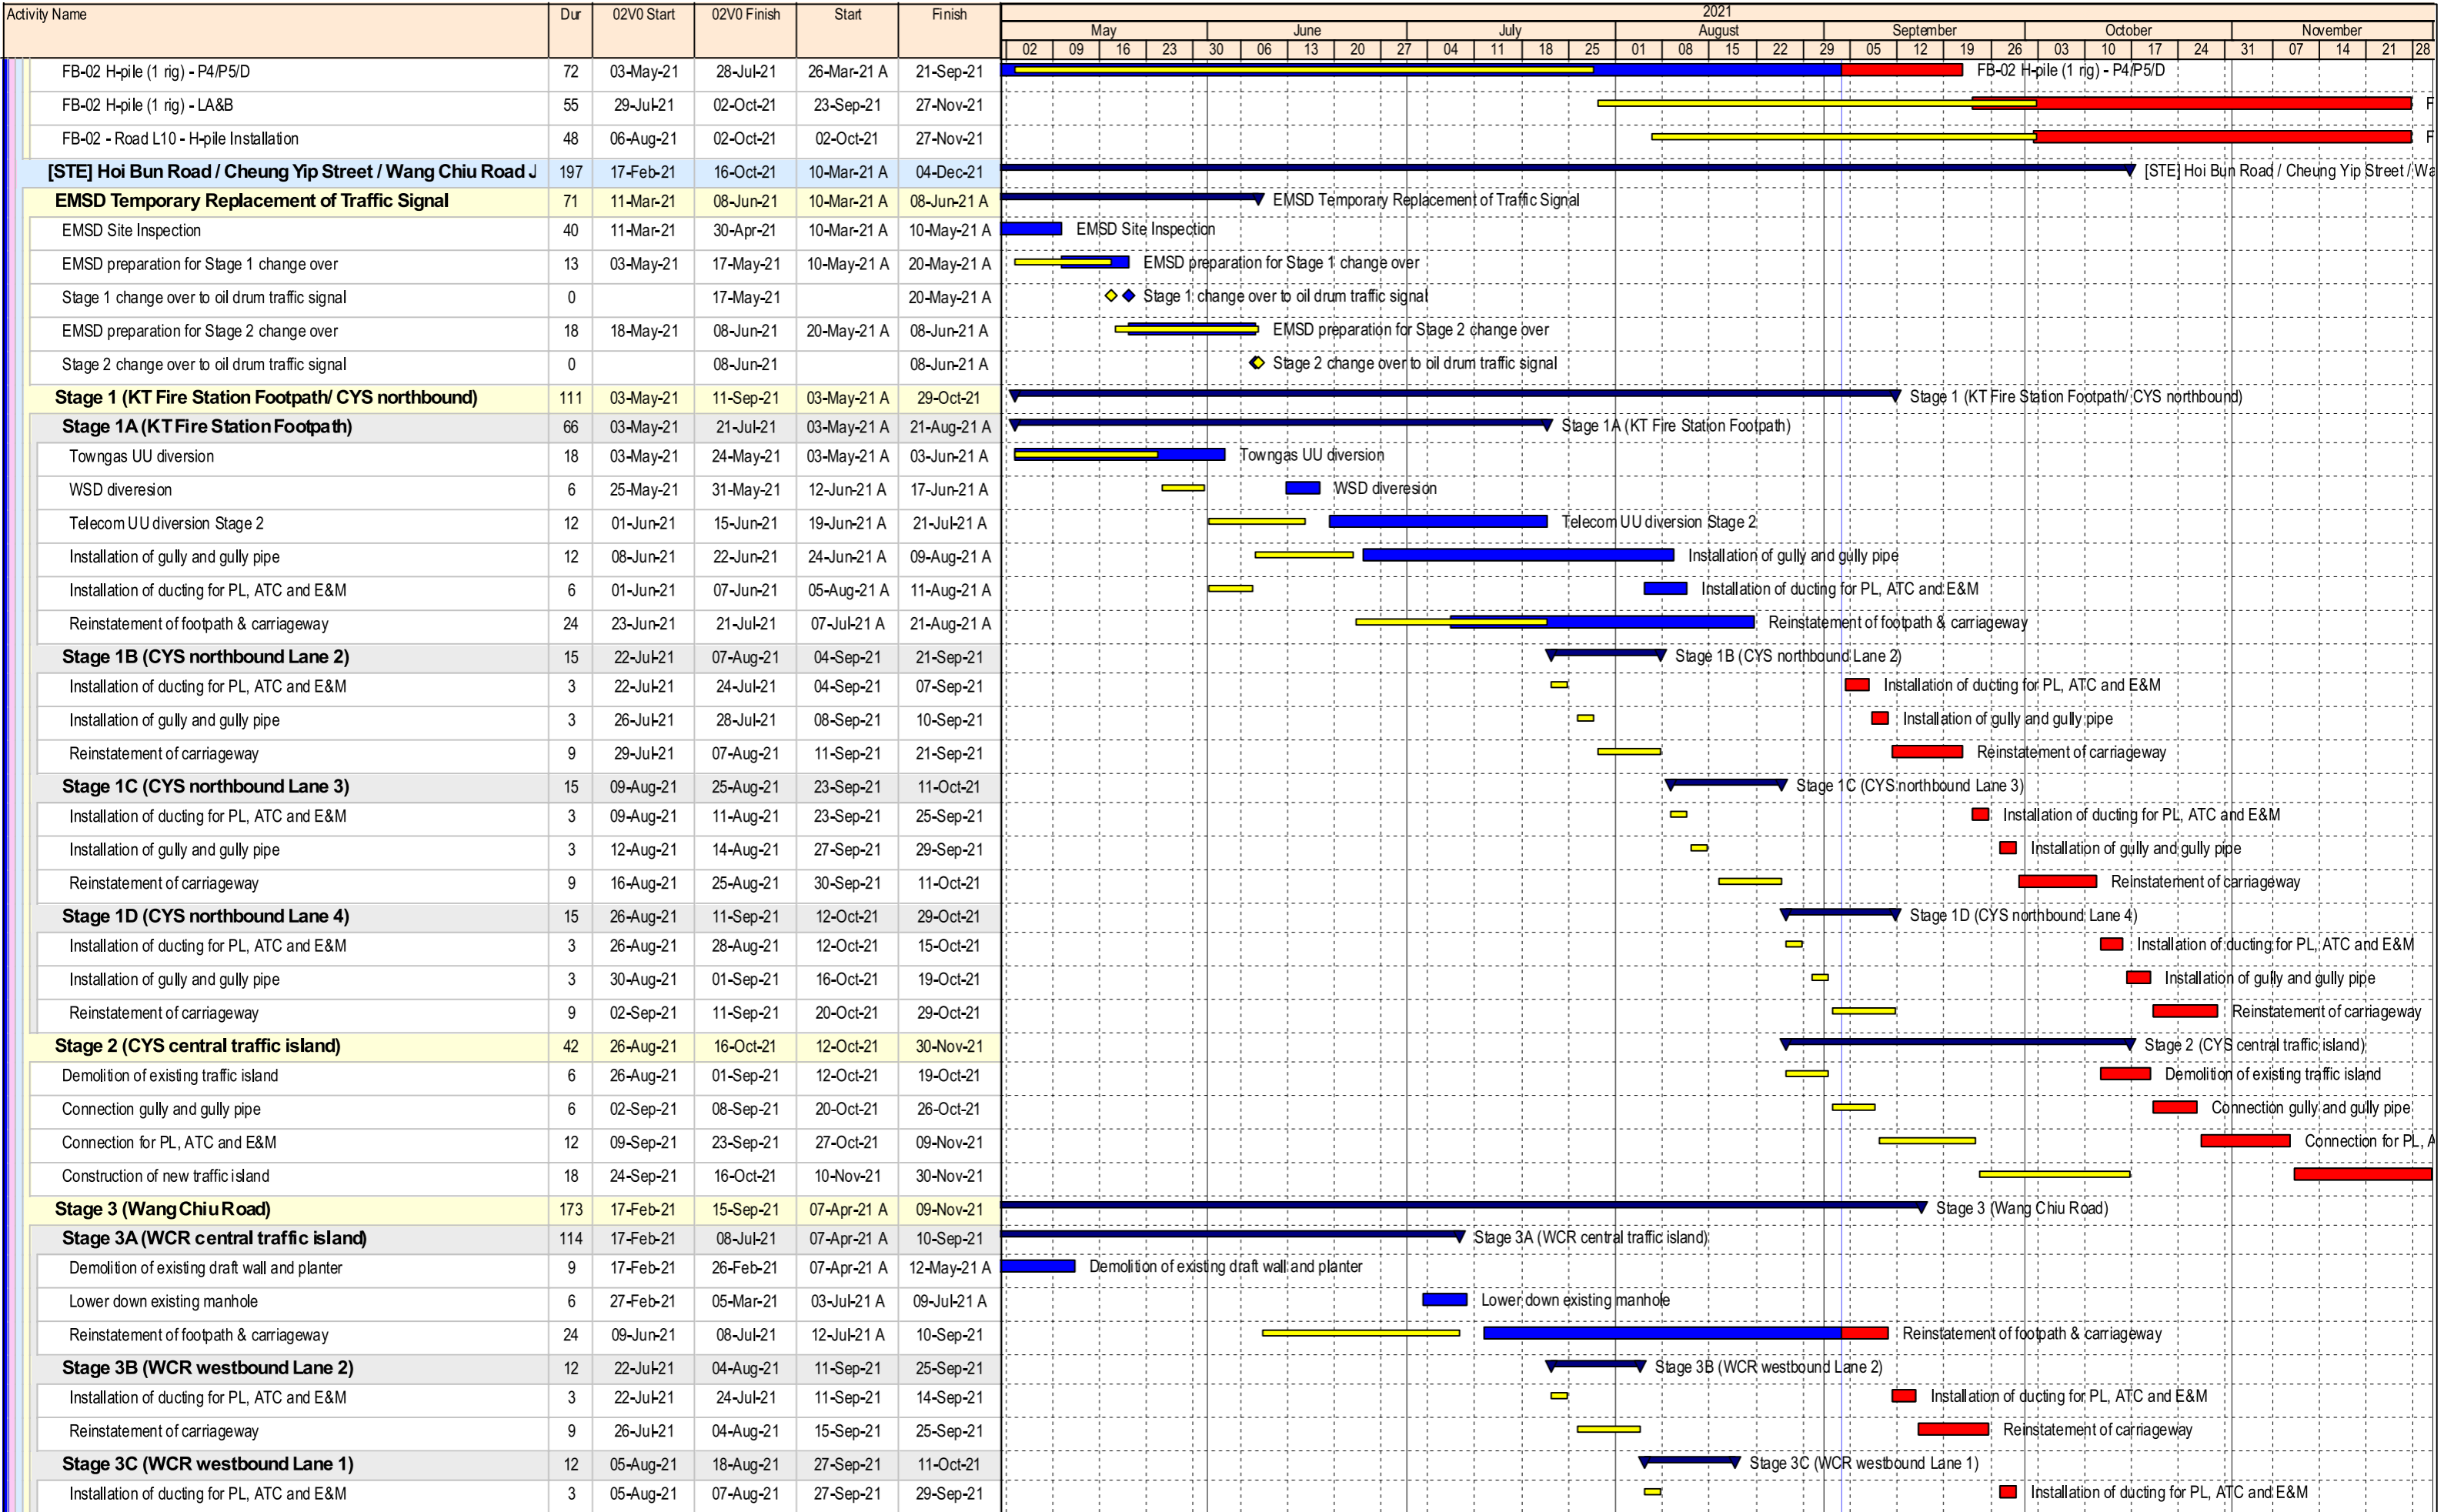 Activity Name Dur 02V0 Start 02V0 Finish Start Finish 2021
May June July August September October November
02 09 16 23 30 06 13 20 27 04 11 18 25 01 08 15 22 29 05 12 19 26 03 10 17 24 31 07 14 21 28
FB-02 H-pile (1 rig) - P4/P5/D 72 03-May-21 28-Jul-21 26-Mar-21 A 21-Sep-21 FB-02 H-pile (1 rig) - P4/P5/D
FB-02 H-pile (1 rig) - LA&B 55 29-Jul-21 02-Oct-21 23-Sep-21 27-Nov-21 F
FB-02 - Road L10 - H-pile Installation 48 06-Aug-21 02-Oct-21 02-Oct-21 27-Nov-21 F
[STE] Hoi Bun Road / Cheung Yip Street / Wang Chiu Road J 197 17-Feb-21 16-Oct-21 10-Mar-21 A 04-Dec-21 [STE] Hoi Bun Road / Cheung Yip Street / Wa
EMSD Temporary Replacement of Traffic Signal 71 11-Mar-21 08-Jun-21 10-Mar-21 A 08-Jun-21 A EMSD Temporary Replacement of Traffic Signal
EMSD Site Inspection 40 11-Mar-21 30-Apr-21 10-Mar-21 A 10-May-21 A EMSD Site Inspection
EMSD preparation for Stage 1 change over 13 03-May-21 17-May-21 10-May-21 A 20-May-21 A EMSD preparation for Stage 1 change over
Stage 1 change over to oil drum traffic signal 0 17-May-21 20-May-21 A Stage 1 change over to oil drum traffic signal
EMSD preparation for Stage 2 change over 18 18-May-21 08-Jun-21 20-May-21 A 08-Jun-21 A EMSD preparation for Stage 2 change over
Stage 2 change over to oil drum traffic signal 0 08-Jun-21 08-Jun-21 A Stage 2 change over to oil drum traffic signal
Stage 1 (KT Fire Station Footpath/ CYS northbound) 111 03-May-21 11-Sep-21 03-May-21 A 29-Oct-21 Stage 1 (KT Fire Station Footpath/ CYS northbound)
Stage 1A (KT Fire Station Footpath) 66 03-May-21 21-Jul-21 03-May-21 A 21-Aug-21 A Stage 1A (KT Fire Station Footpath)
Towngas UU diversion 18 03-May-21 24-May-21 03-May-21 A 03-Jun-21 A Towngas UU diversion
WSD diveresion 6 25-May-21 31-May-21 12-Jun-21 A 17-Jun-21 A WSD diveresion
Telecom UU diversion Stage 2 12 01-Jun-21 15-Jun-21 19-Jun-21 A 21-Jul-21 A Telecom UU diversion Stage 2
Installation of gully and gully pipe 12 08-Jun-21 22-Jun-21 24-Jun-21 A 09-Aug-21 A Installation of gully and gully pipe
Installation of ducting for PL, ATC and E&M 6 01-Jun-21 07-Jun-21 05-Aug-21 A 11-Aug-21 A Installation of ducting for PL, ATC and E&M
Reinstatement of footpath & carriageway 24 23-Jun-21 21-Jul-21 07-Jul-21 A 21-Aug-21 A Reinstatement of footpath & carriageway
Stage 1B (CYS northbound Lane 2) 15 22-Jul-21 07-Aug-21 04-Sep-21 21-Sep-21 Stage 1B (CYS northbound Lane 2)
Installation of ducting for PL, ATC and E&M 3 22-Jul-21 24-Jul-21 04-Sep-21 07-Sep-21 Installation of ducting for PL, ATC and E&M
Installation of gully and gully pipe 3 26-Jul-21 28-Jul-21 08-Sep-21 10-Sep-21 Installation of gully and gully pipe
Reinstatement of carriageway 9 29-Jul-21 07-Aug-21 11-Sep-21 21-Sep-21 Reinstatement of carriageway
Stage 1C (CYS northbound Lane 3) 15 09-Aug-21 25-Aug-21 23-Sep-21 11-Oct-21 Stage 1C (CYS northbound Lane 3)
Installation of ducting for PL, ATC and E&M 3 09-Aug-21 11-Aug-21 23-Sep-21 25-Sep-21 Installation of ducting for PL, ATC and E&M
Installation of gully and gully pipe 3 12-Aug-21 14-Aug-21 27-Sep-21 29-Sep-21 Installation of gully and gully pipe
Reinstatement of carriageway 9 16-Aug-21 25-Aug-21 30-Sep-21 11-Oct-21 Reinstatement of carriageway
Stage 1D (CYS northbound Lane 4) 15 26-Aug-21 11-Sep-21 12-Oct-21 29-Oct-21 Stage 1D (CYS northbound Lane 4)
Installation of ducting for PL, ATC and E&M 3 26-Aug-21 28-Aug-21 12-Oct-21 15-Oct-21 Installation of ducting for PL, ATC and E&M
Installation of gully and gully pipe 3 30-Aug-21 01-Sep-21 16-Oct-21 19-Oct-21 Installation of gully and gully pipe
Reinstatement of carriageway 9 02-Sep-21 11-Sep-21 20-Oct-21 29-Oct-21 Reinstatement of carriageway
Stage 2 (CYS central traffic island) 42 26-Aug-21 16-Oct-21 12-Oct-21 30-Nov-21 Stage 2 (CYS central traffic island)
Demolition of existing traffic island 6 26-Aug-21 01-Sep-21 12-Oct-21 19-Oct-21 Demolition of existing traffic island
Connection gully and gully pipe 6 02-Sep-21 08-Sep-21 20-Oct-21 26-Oct-21 Connection gully and gully pipe
Connection for PL, ATC and E&M 12 09-Sep-21 23-Sep-21 27-Oct-21 09-Nov-21 Connection for PL, A
Construction of new traffic island 18 24-Sep-21 16-Oct-21 10-Nov-21 30-Nov-21
Stage 3 (Wang Chiu Road) 173 17-Feb-21 15-Sep-21 07-Apr-21 A 09-Nov-21 Stage 3 (Wang Chiu Road)
Stage 3A (WCR central traffic island) 114 17-Feb-21 08-Jul-21 07-Apr-21 A 10-Sep-21 Stage 3A (WCR central traffic island)
Demolition of existing draft wall and planter 9 17-Feb-21 26-Feb-21 07-Apr-21 A 12-May-21 A Demolition of existing draft wall and planter
Lower down existing manhole 6 27-Feb-21 05-Mar-21 03-Jul-21 A 09-Jul-21 A Lower down existing manhole
Reinstatement of footpath & carriageway 24 09-Jun-21 08-Jul-21 12-Jul-21 A 10-Sep-21 Reinstatement of footpath & carriageway
Stage 3B (WCR westbound Lane 2) 12 22-Jul-21 04-Aug-21 11-Sep-21 25-Sep-21 Stage 3B (WCR westbound Lane 2)
Installation of ducting for PL, ATC and E&M 3 22-Jul-21 24-Jul-21 11-Sep-21 14-Sep-21 Installation of ducting for PL, ATC and E&M
Reinstatement of carriageway 9 26-Jul-21 04-Aug-21 15-Sep-21 25-Sep-21 Reinstatement of carriageway
Stage 3C (WCR westbound Lane 1) 12 05-Aug-21 18-Aug-21 27-Sep-21 11-Oct-21 Stage 3C (WCR westbound Lane 1)
Installation of ducting for PL, ATC and E&M 3 05-Aug-21 07-Aug-21 27-Sep-21 29-Sep-21 Installation of ducting for PL, ATC and E&M